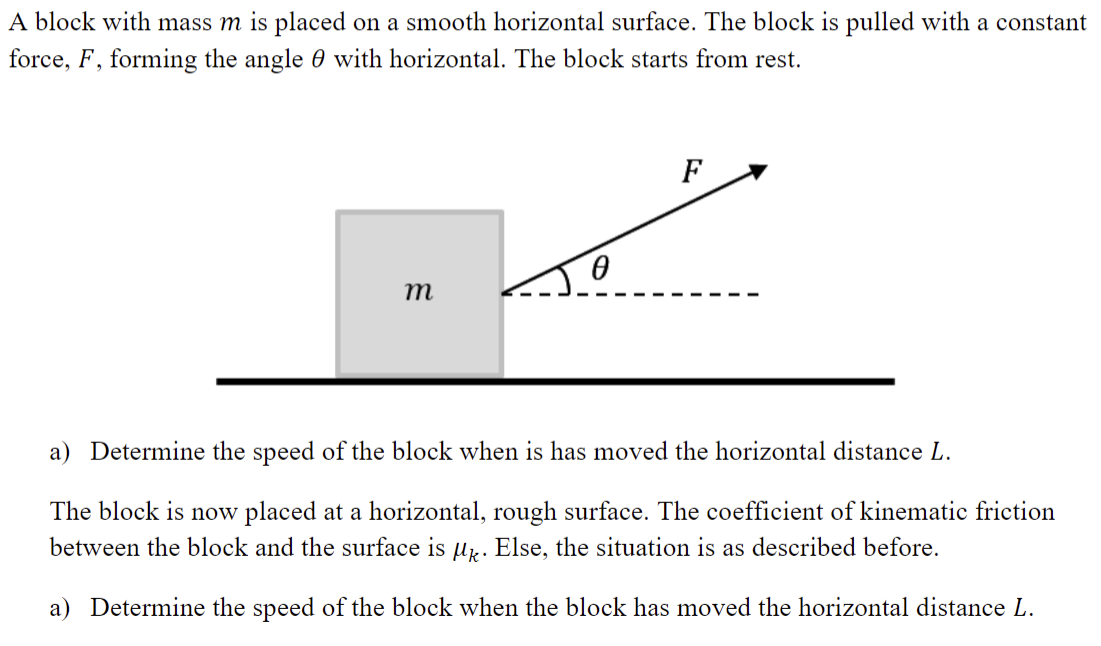 A block with mass m is placed on a smooth horizontal surface. The block is pulled with a constant
force, F, forming the angle θ with horizontal. The block starts from rest.
F
θ
m
a) Determine the speed of the block when is has moved the horizontal distance L.
The block is now placed at a horizontal, rough surface. The coefficient of kinematic friction
between the block and the surface is μₖ. Else, the situation is as described before.
a) Determine the speed of the block when the block has moved the horizontal distance L.